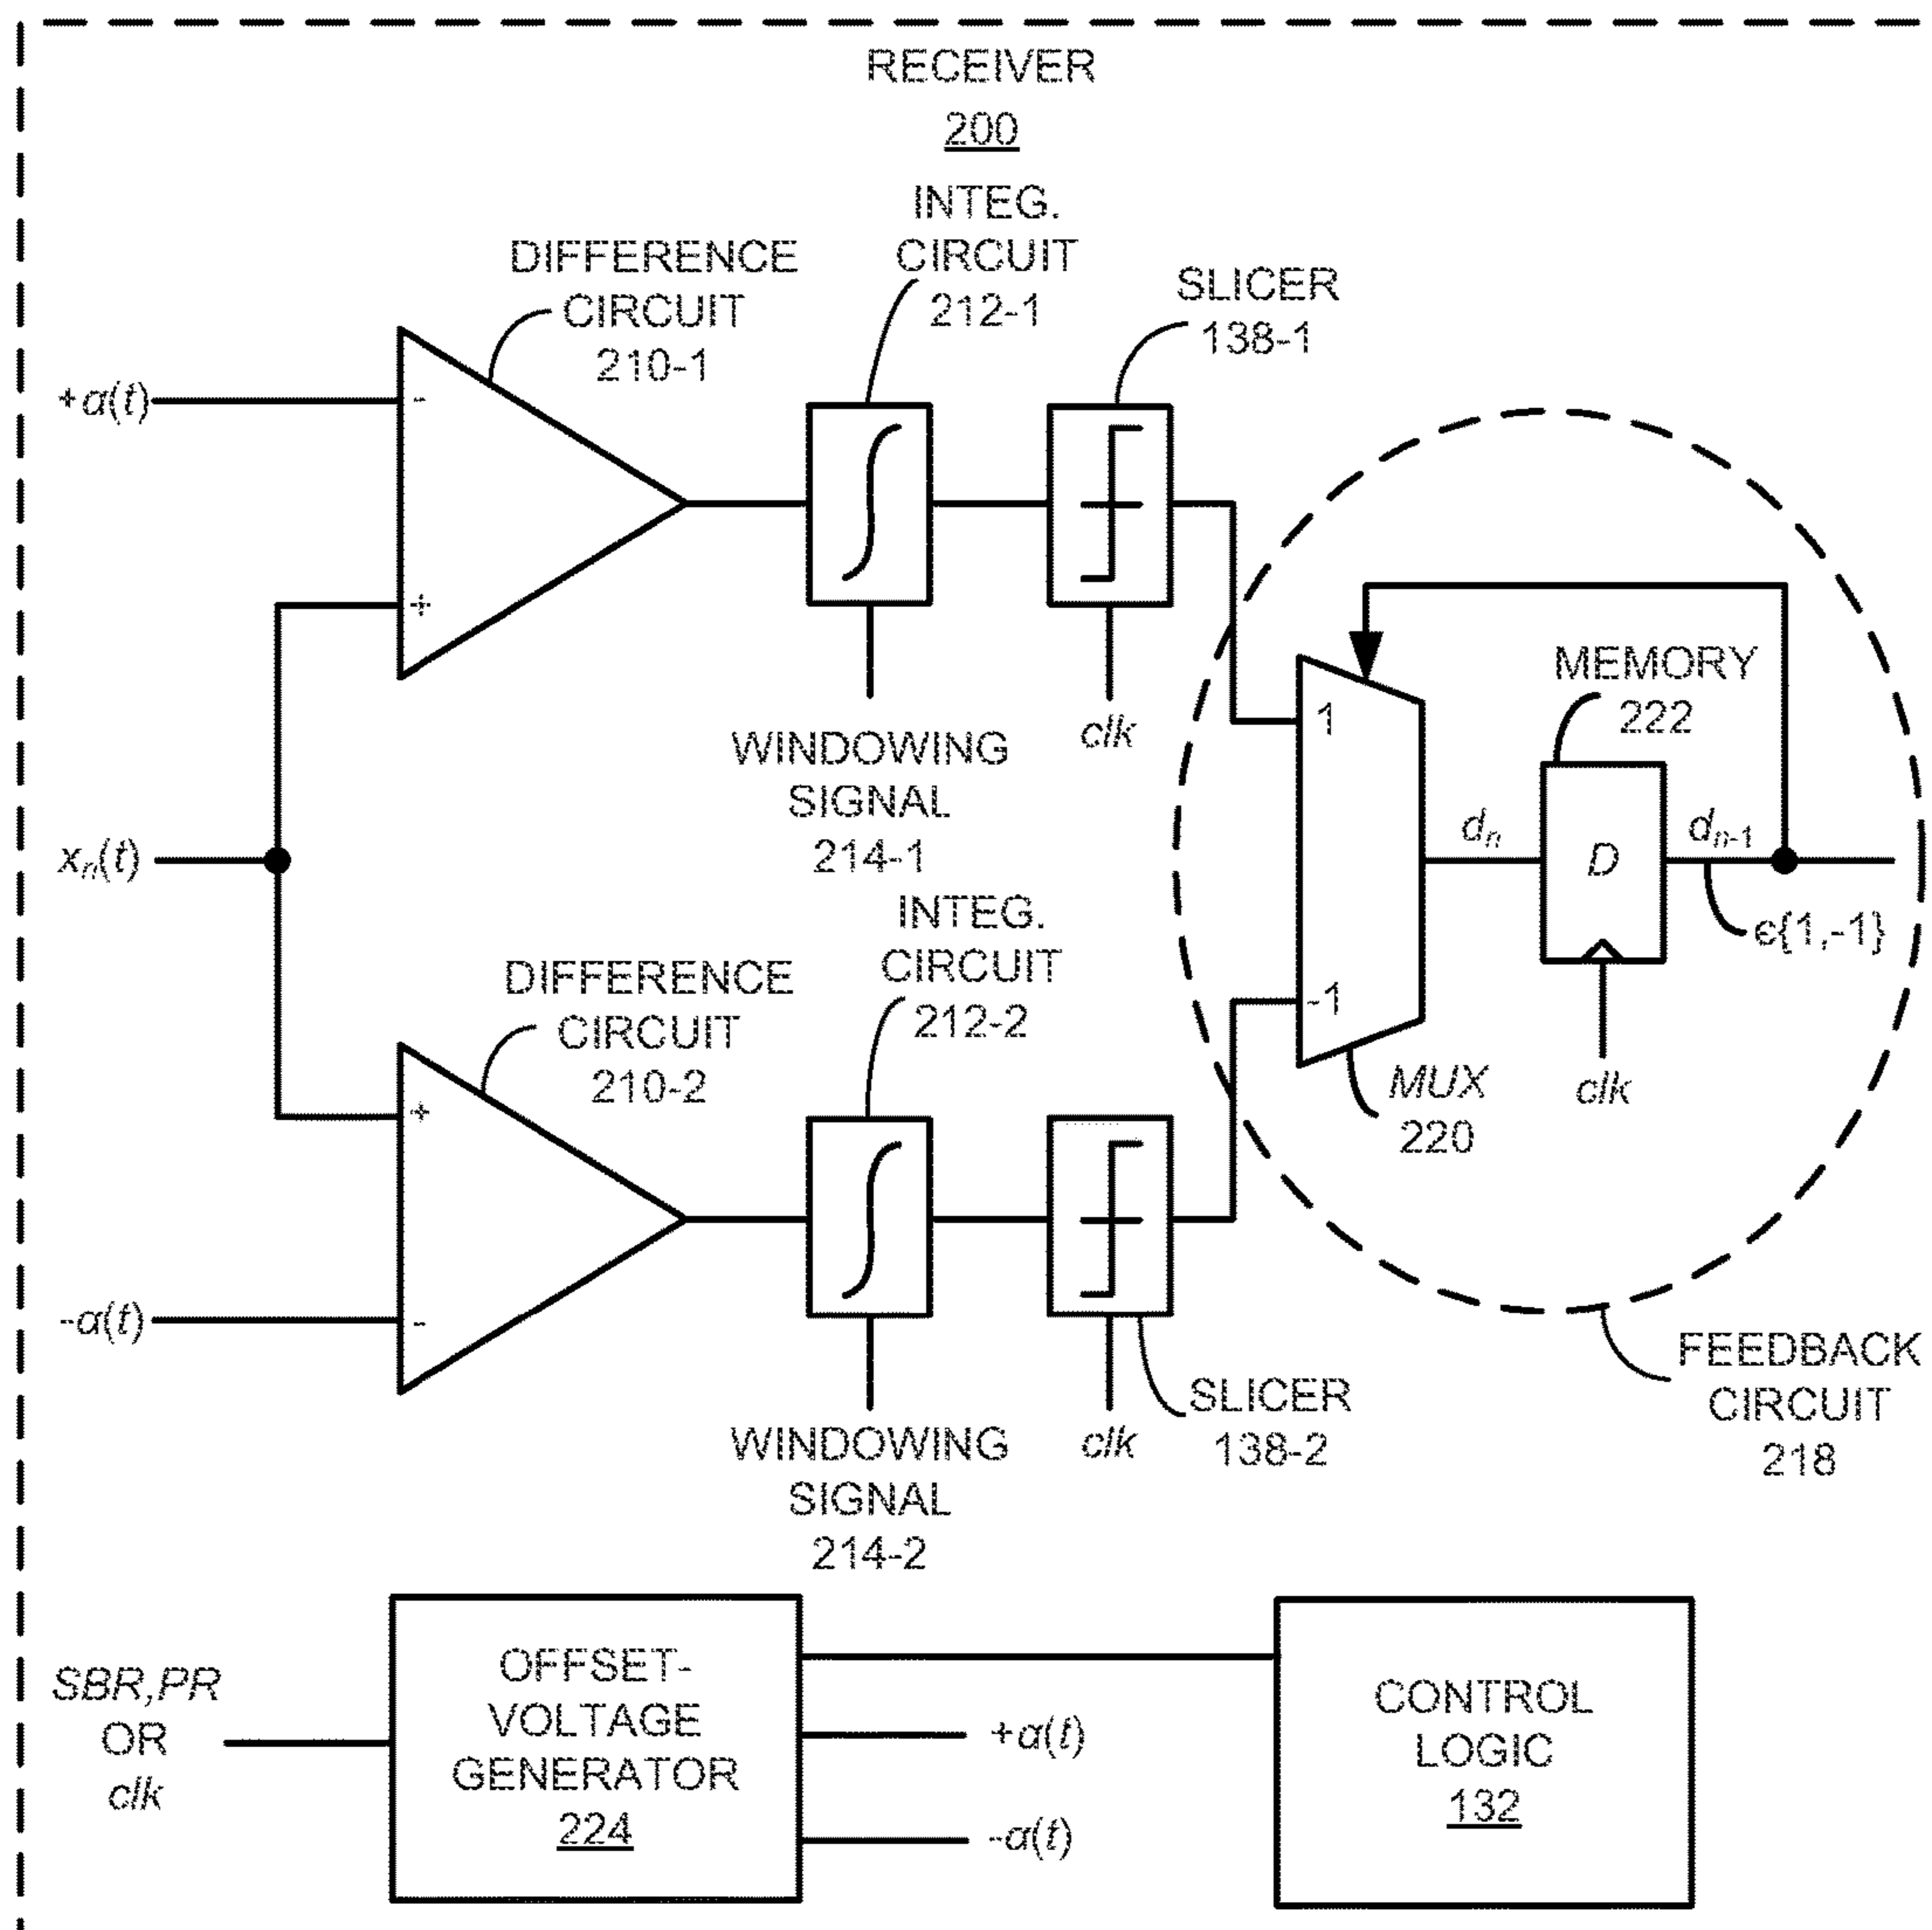 RECEIVER
200
INTEG.
CIRCUIT
212-1
DIFFERENCE
CIRCUIT
210-1
SLICER
138-1
+α(t)
-
+
WINDOWING
SIGNAL
214-1
clk
1
MEMORY
222
xn(t)
dn
D
dn-1
ϵ{1,-1}
INTEG.
CIRCUIT
212-2
DIFFERENCE
CIRCUIT
210-2
-1
MUX
220
clk
+
-
-α(t)
WINDOWING
SIGNAL
214-2
clk
SLICER
138-2
FEEDBACK
CIRCUIT
218
SBR,PR
OR
clk
OFFSET-
VOLTAGE
GENERATOR
224
+α(t)
-α(t)
CONTROL
LOGIC
132